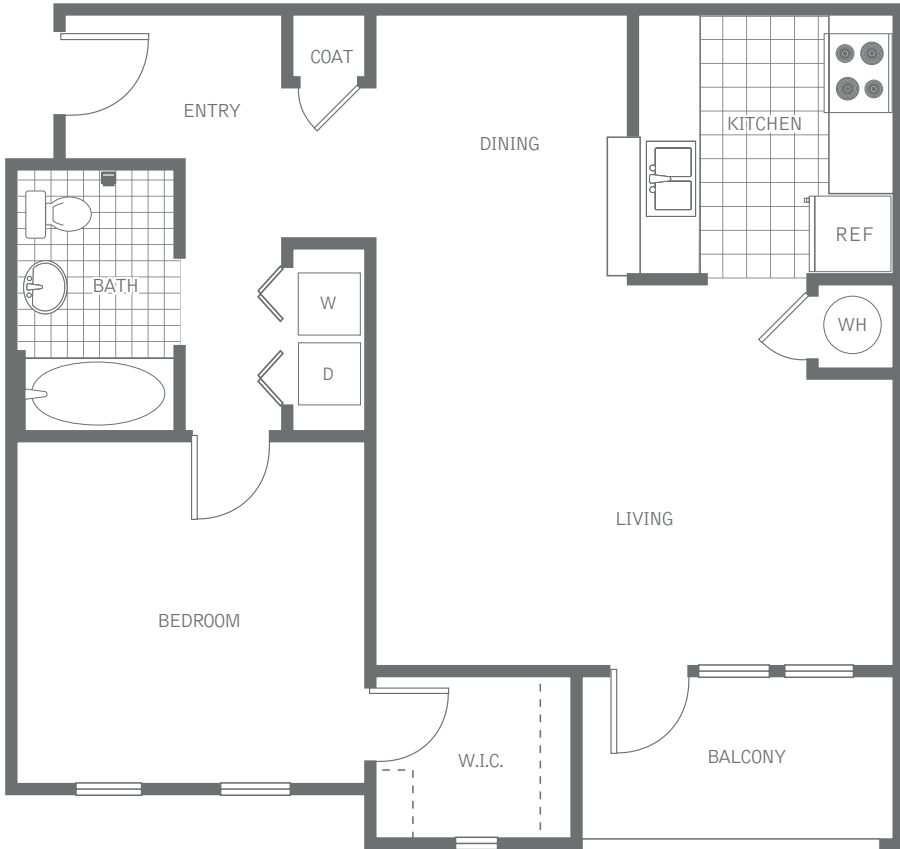 COAT
ENTRY
KITCHEN
DINING
REF
BATH
W
WH
D
LIVING
BEDROOM
W.I.C.
BALCONY